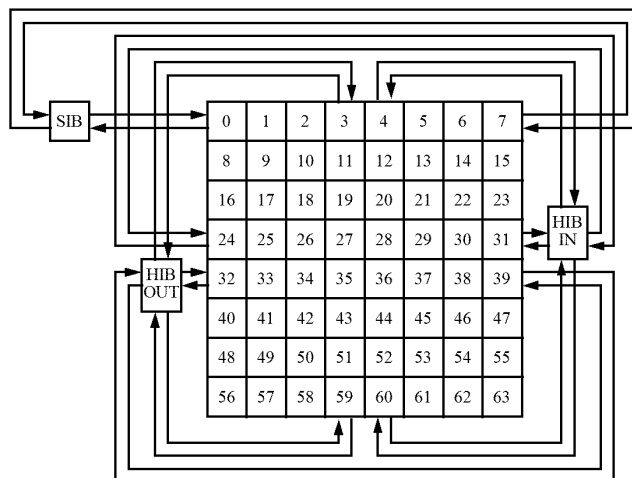 SIB
0 1 2 3 4 5 6 7
8 9 10 11 12 13 14 15
16 17 18 19 20 21 22 23
HIB
IN
24 25 26 27 28 29 30 31
HIB
OUT
32 33 34 35 36 37 38 39
40 41 42 43 44 45 46 47
48 49 50 51 52 53 54 55
56 57 58 59 60 61 62 63